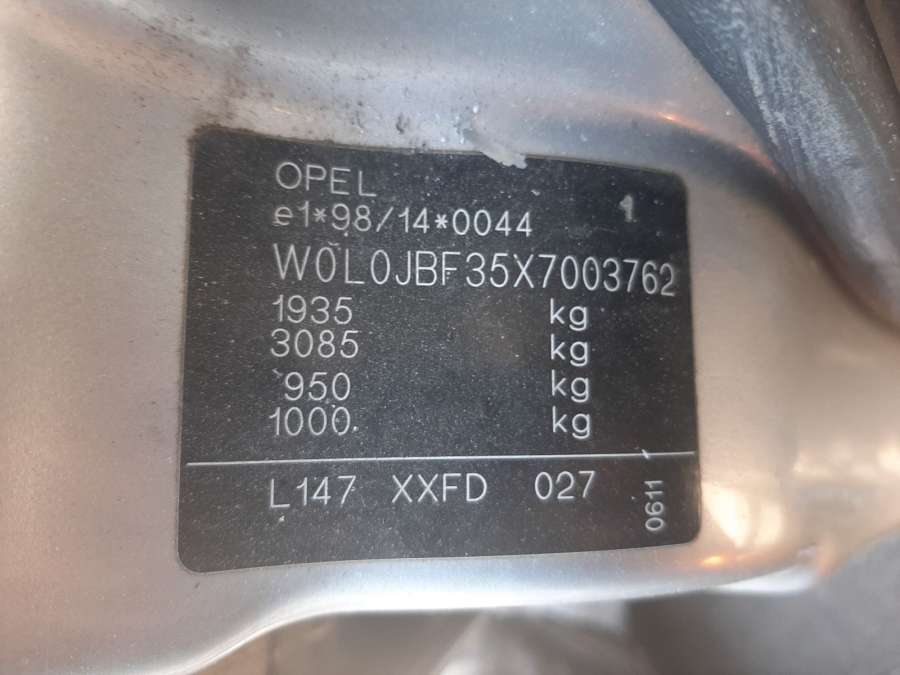 OPEL
1
e1*98/14*0044
W0L0JBF35X7003762
1935 kg
3085 kg
950 kg
1000 kg
L147 XXFD 027
0611